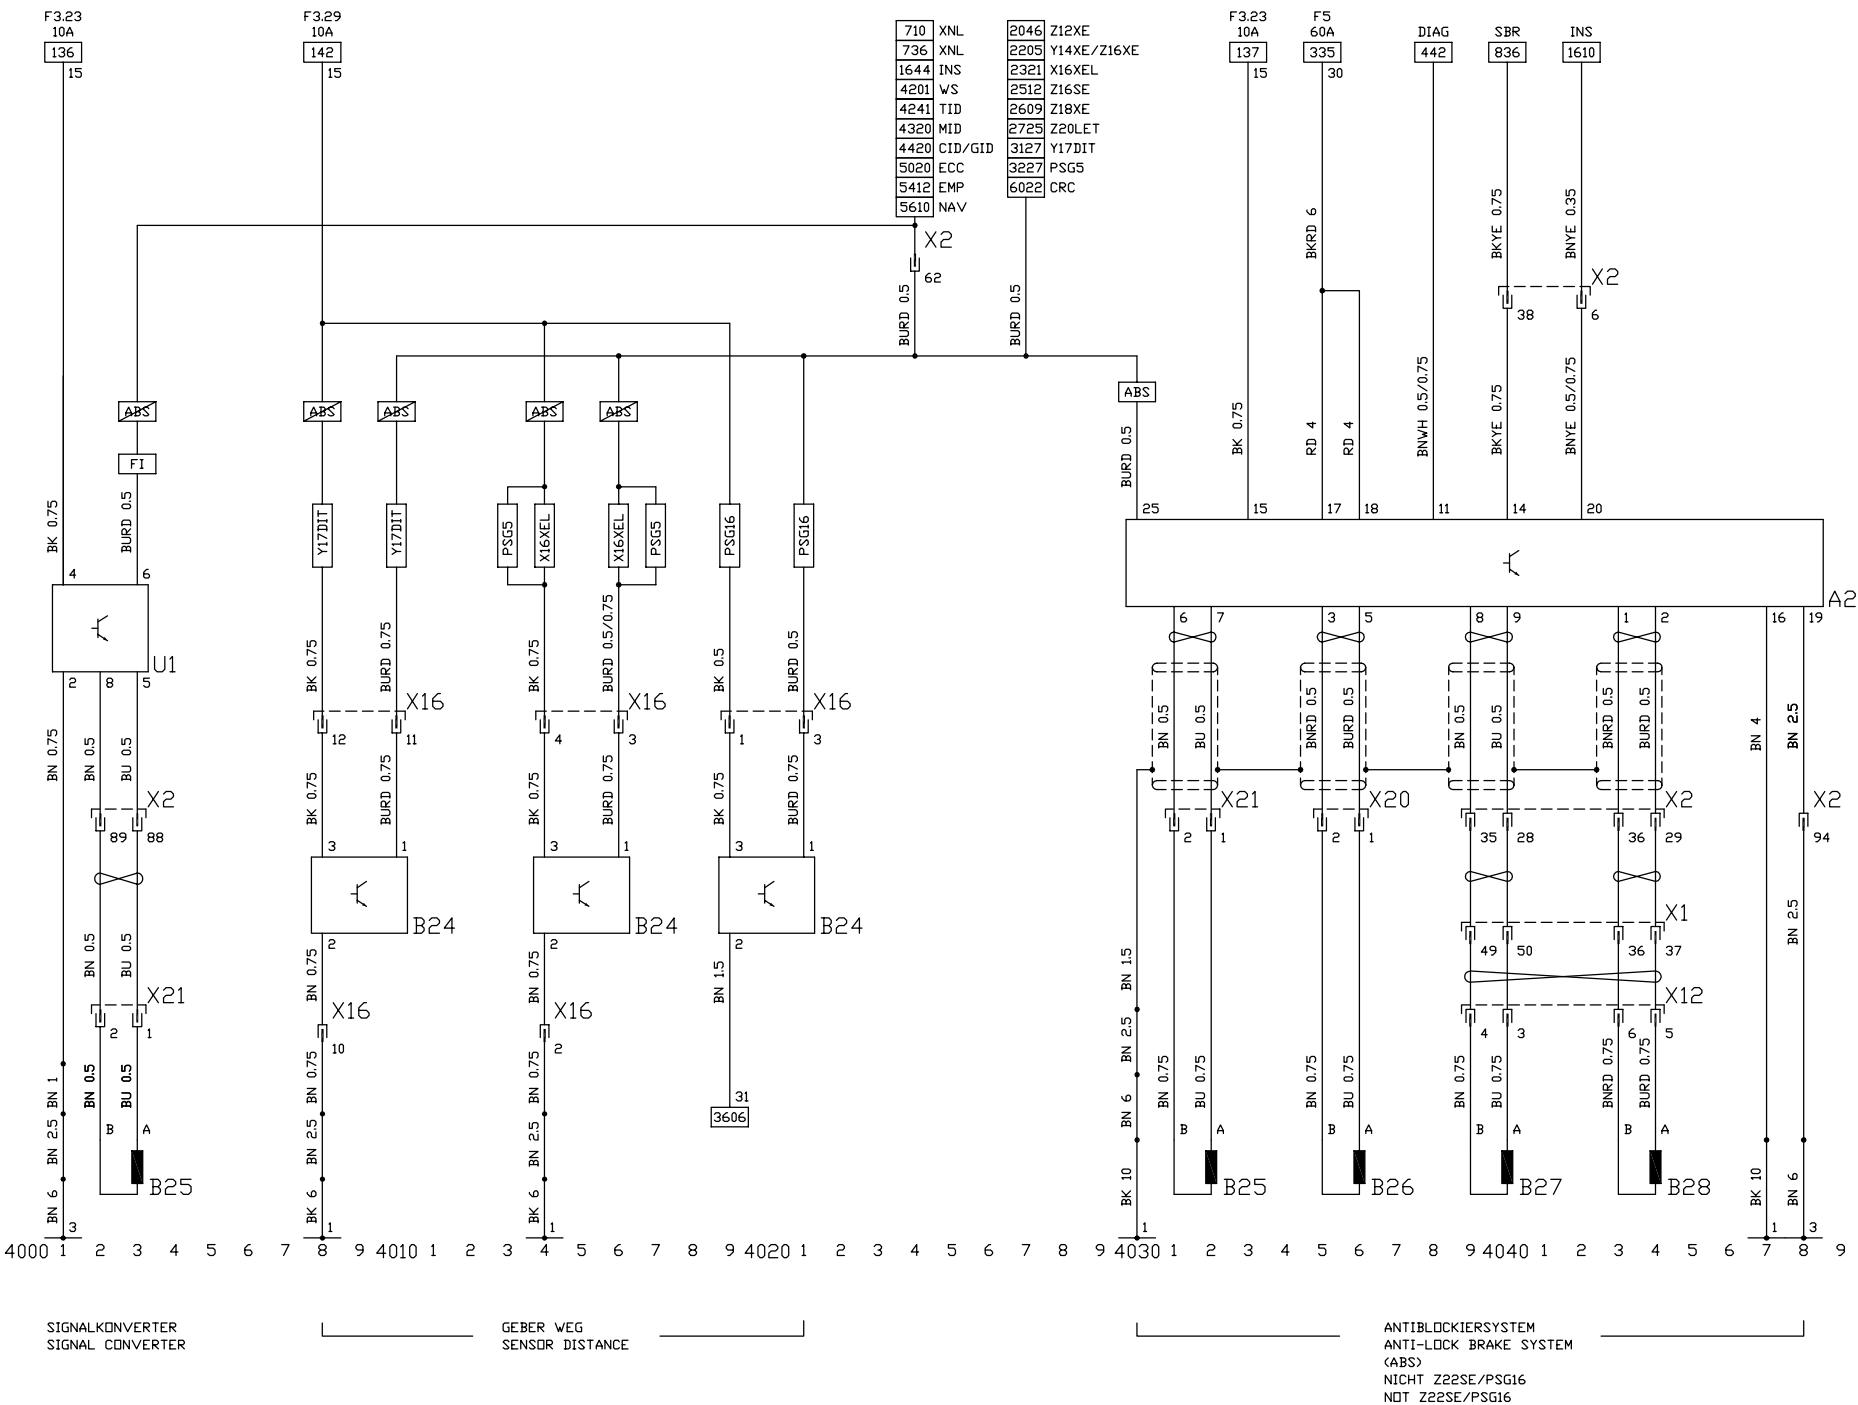 F3.23
10A
136
15
F3.29
10A
142
15
710 XNL
736 XNL
1644 INS
4201 WS
4241 TID
4320 MID
4420 CID/GID
5020 ECC
5412 EMP
5610 NAV
2046 Z12XE
2205 Y14XE/Z16XE
2321 X16XEL
2512 Z16SE
2609 Z18XE
2725 Z20LET
3127 Y17DIT
3227 PSG5
6022 CRC
F3.23
10A
137
15
F5
60A
335
30
DIAG
442
SBR
836
INS
1610
X2
62
BURD 0.5
BURD 0.5
BKRD 6
BKYE 0.75
BNYE 0.35
X2
38
6
ABS
ABS
ABS
ABS
ABS
ABS
FI
BK 0.75
BURD 0.5
Y17DIT
Y17DIT
PSG5
X16XEL
X16XEL
PSG5
PSG16
PSG16
BURD 0.5
BK 0.75
RD 4
RD 4
BNWH 0.5/0.75
BKYE 0.75
BNYE 0.5/0.75
25
15
17
18
11
14
20
A2
4
6
U1
2
8
5
6
7
3
5
8
9
1
2
16
19
BK 0.75
BURD 0.75
BK 0.75
BURD 0.5/0.75
BK 0.5
BURD 0.5
X16
X16
X16
12
11
4
3
1
3
BN 0.75
BN 0.5
BU 0.5
BN 0.5
BU 0.5
BNRD 0.5
BURD 0.5
BN 0.5
BU 0.5
BNRD 0.5
BURD 0.5
BN 4
BN 2.5
X2
89
88
BK 0.75
BURD 0.75
BK 0.75
BURD 0.75
BK 0.75
BURD 0.75
X21
2
1
X20
2
1
X2
35
28
36
29
X2
94
3
1
3
1
3
1
B24
B24
B24
2
2
2
X1
49
50
36
37
BN 0.5
BU 0.5
BN 0.75
BN 0.75
BN 1.5
BN 1.5
BN 2.5
X21
2
1
X16
10
X16
2
X12
4
3
6
5
BN 1
BN 0.5
BU 0.5
BN 0.75
BN 0.75
31
3606
BN 2.5
BN 6
BN 0.75
BU 0.75
BN 0.75
BU 0.75
BN 0.75
BU 0.75
BNRD 0.75
BURD 0.75
BN 2.5
B
A
BN 2.5
BN 2.5
B
A
B
A
B
A
B
A
BN 6
B25
BK 6
BK 6
BK 10
B25
B26
B27
B28
BK 10
BN 6
3
1
1
1
1
3
4000 1 2 3 4 5 6 7 8 9 4010 1 2 3 4 5 6 7 8 9 4020 1 2 3 4 5 6 7 8 9 4030 1 2 3 4 5 6 7 8 9 4040 1 2 3 4 5 6 7 8 9
SIGNALKONVERTER
SIGNAL CONVERTER
GEBER WEG
SENSOR DISTANCE
ANTIBLOCKIERSYSTEM
ANTI-LOCK BRAKE SYSTEM
(ABS)
NICHT Z22SE/PSG16
NOT Z22SE/PSG16